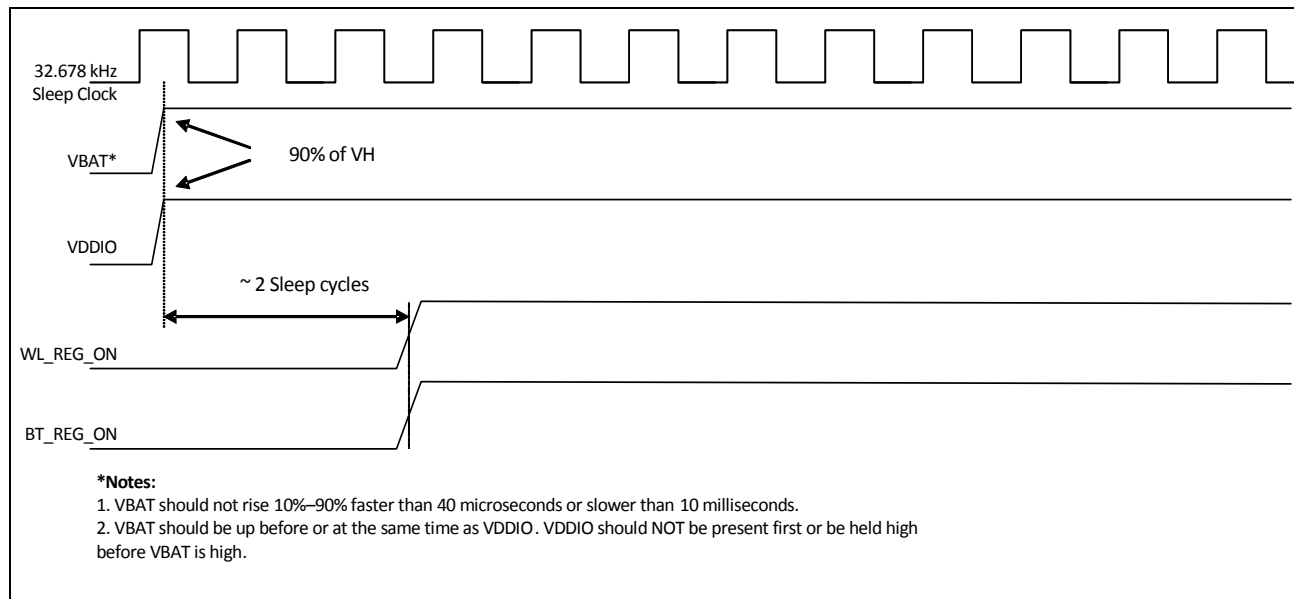 32.678 kHz
Sleep Clock
VBAT*
90% of VH
VDDIO
~ 2 Sleep cycles
WL_REG_ON
BT_REG_ON
*Notes:
1. VBAT should not rise 10%–90% faster than 40 microseconds or slower than 10 milliseconds.
2. VBAT should be up before or at the same time as VDDIO. VDDIO should NOT be present first or be held high
before VBAT is high.